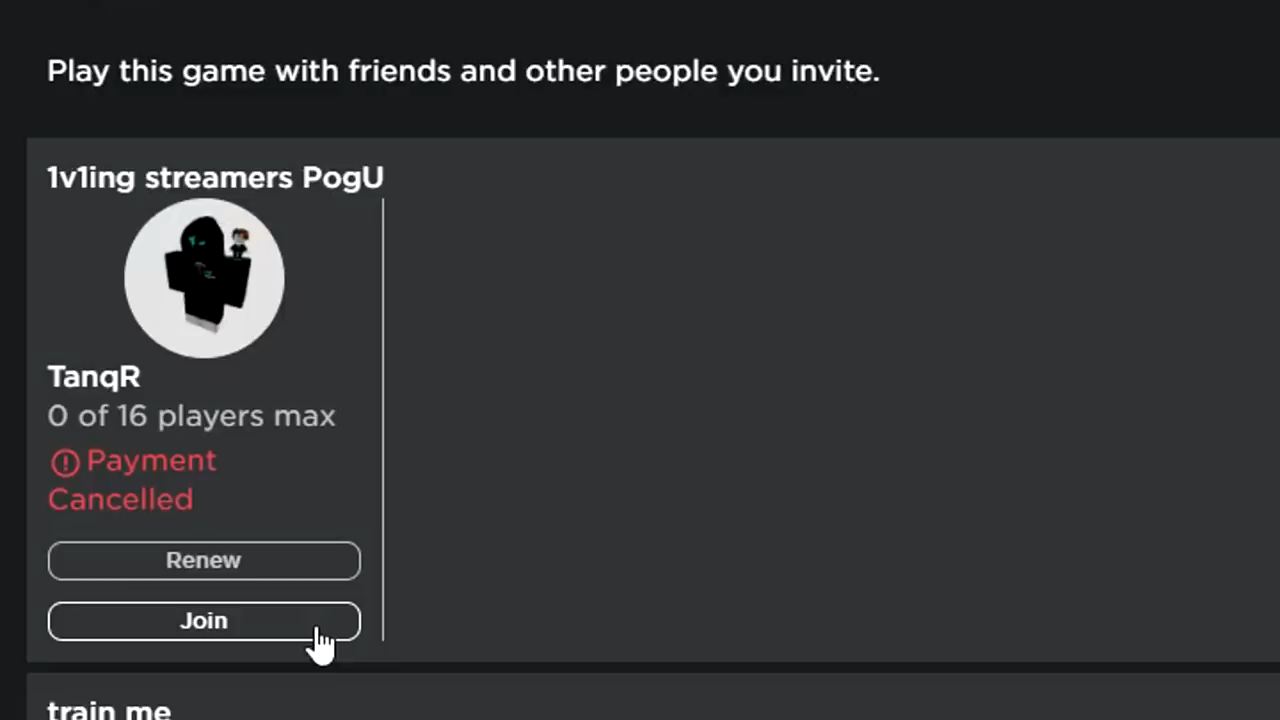 Play this game with friends and other people you invite.
1v1ing streamers PogU
TanqR
0 of 16 players max
Payment
Cancelled
Renew
Join
train me